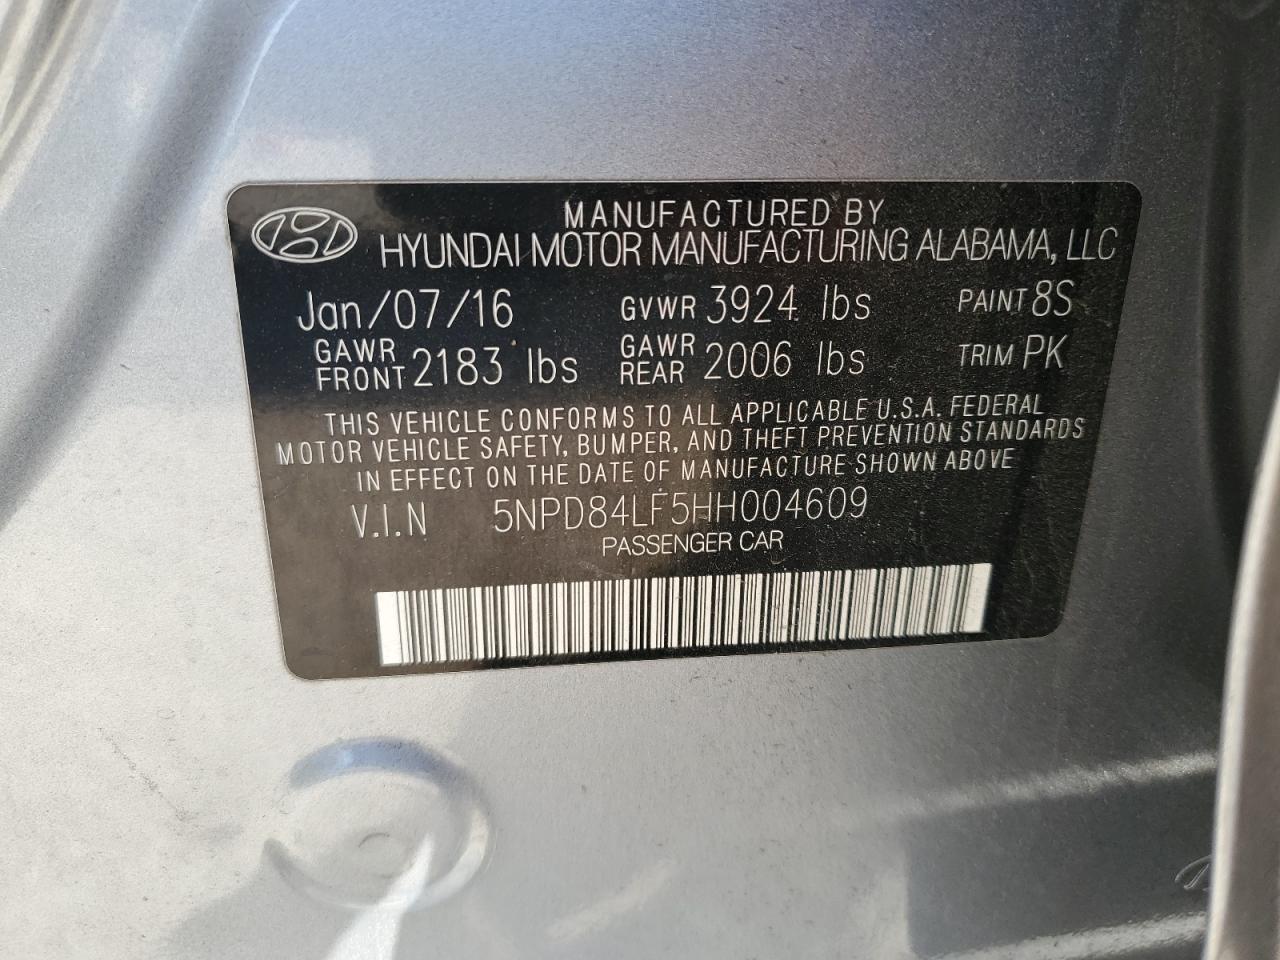 MANUFACTURED BY
HYUNDAI MOTOR MANUFACTURING ALABAMA, LLC
Jan/07/16 GVWR 3924 lbs PAINT 8S
GAWR FRONT 2183 lbs GAWR REAR 2006 lbs TRIM PK
THIS VEHICLE CONFORMS TO ALL APPLICABLE U.S.A. FEDERAL
MOTOR VEHICLE SAFETY, BUMPER, AND THEFT PREVENTION STANDARDS
IN EFFECT ON THE DATE OF MANUFACTURE SHOWN ABOVE
V.I.N 5NPD84LF5HH004609
PASSENGER CAR